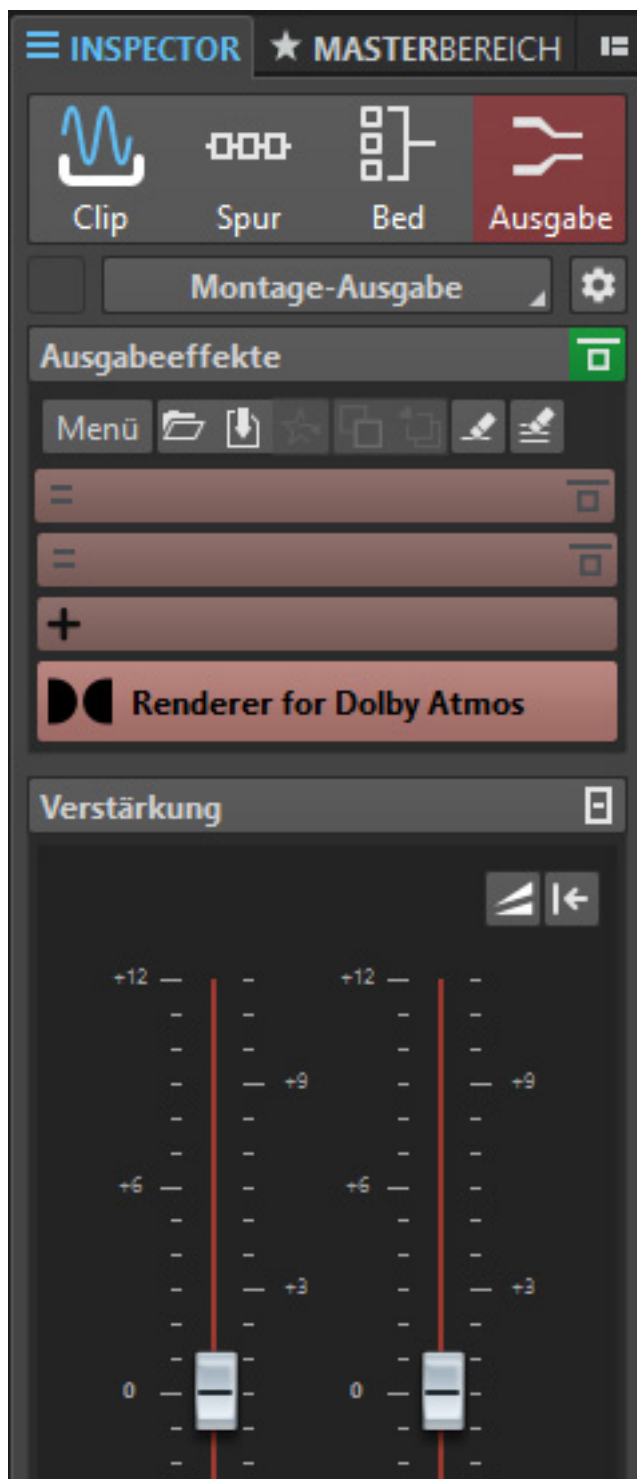 INSPECTOR MASTERBEREICH
Clip Spur Bed Ausgabe
Montage-Ausgabe
Ausgabeeffekte
Menü
Renderer for Dolby Atmos
Verstärkung
+12 +12
+9 +9
+6 +6
+3 +3
0 0